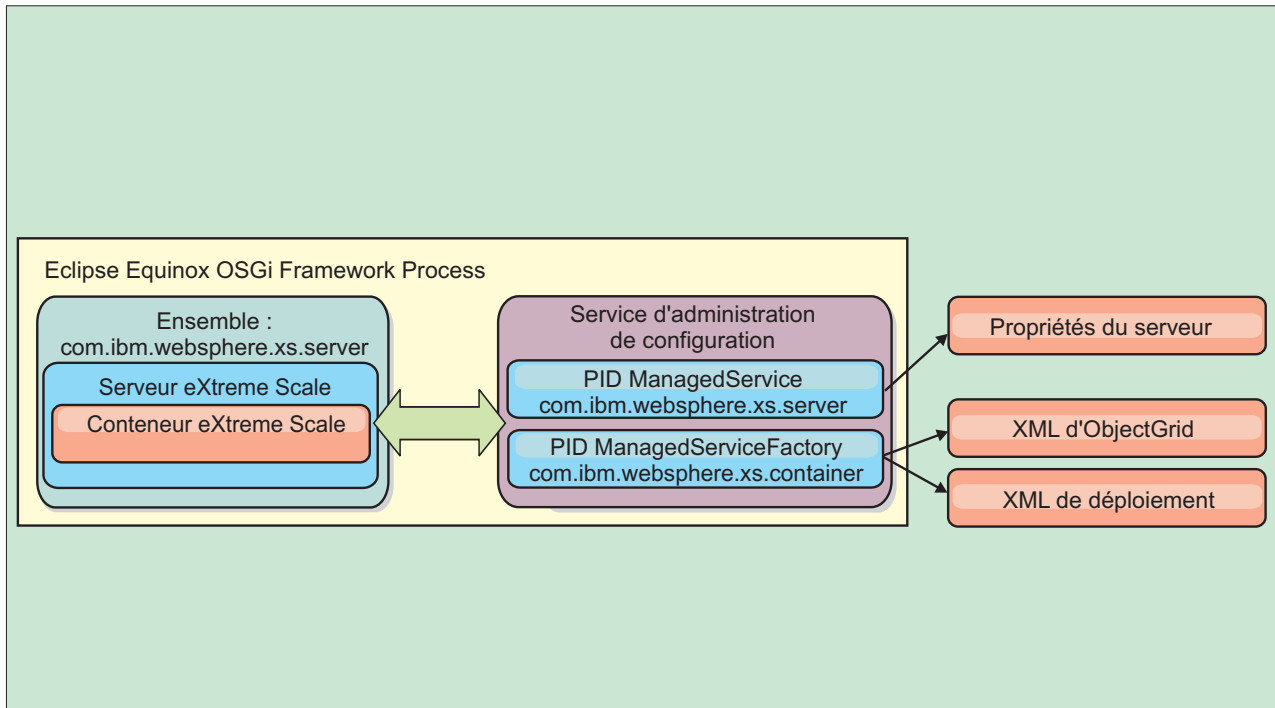 Eclipse Equinox OSGi Framework Process
Ensemble :
com.ibm.websphere.xs.server
Serveur eXtreme Scale
Conteneur eXtreme Scale
Service d'administration
de configuration
PID ManagedService
com.ibm.websphere.xs.server
PID ManagedServiceFactory
com.ibm.websphere.xs.container
Propriétés du serveur
XML d'ObjectGrid
XML de déploiement